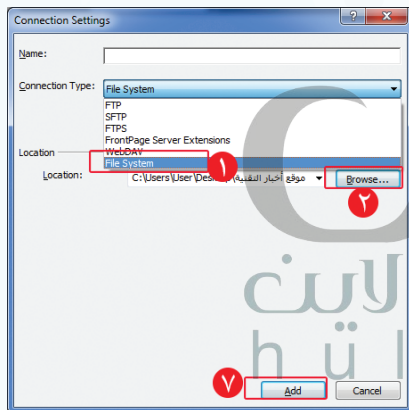 Connection Settings
Name:
Connection Type:
File System
FTP
SFTP
FTPS
FrontPage Server Extensions
WebDAV
File System
١
Location
Location:
C:\Users\User\Desktop\موقع أخبار التقنية
Browse...
٢
لاين
hül
٧
Add
Cancel